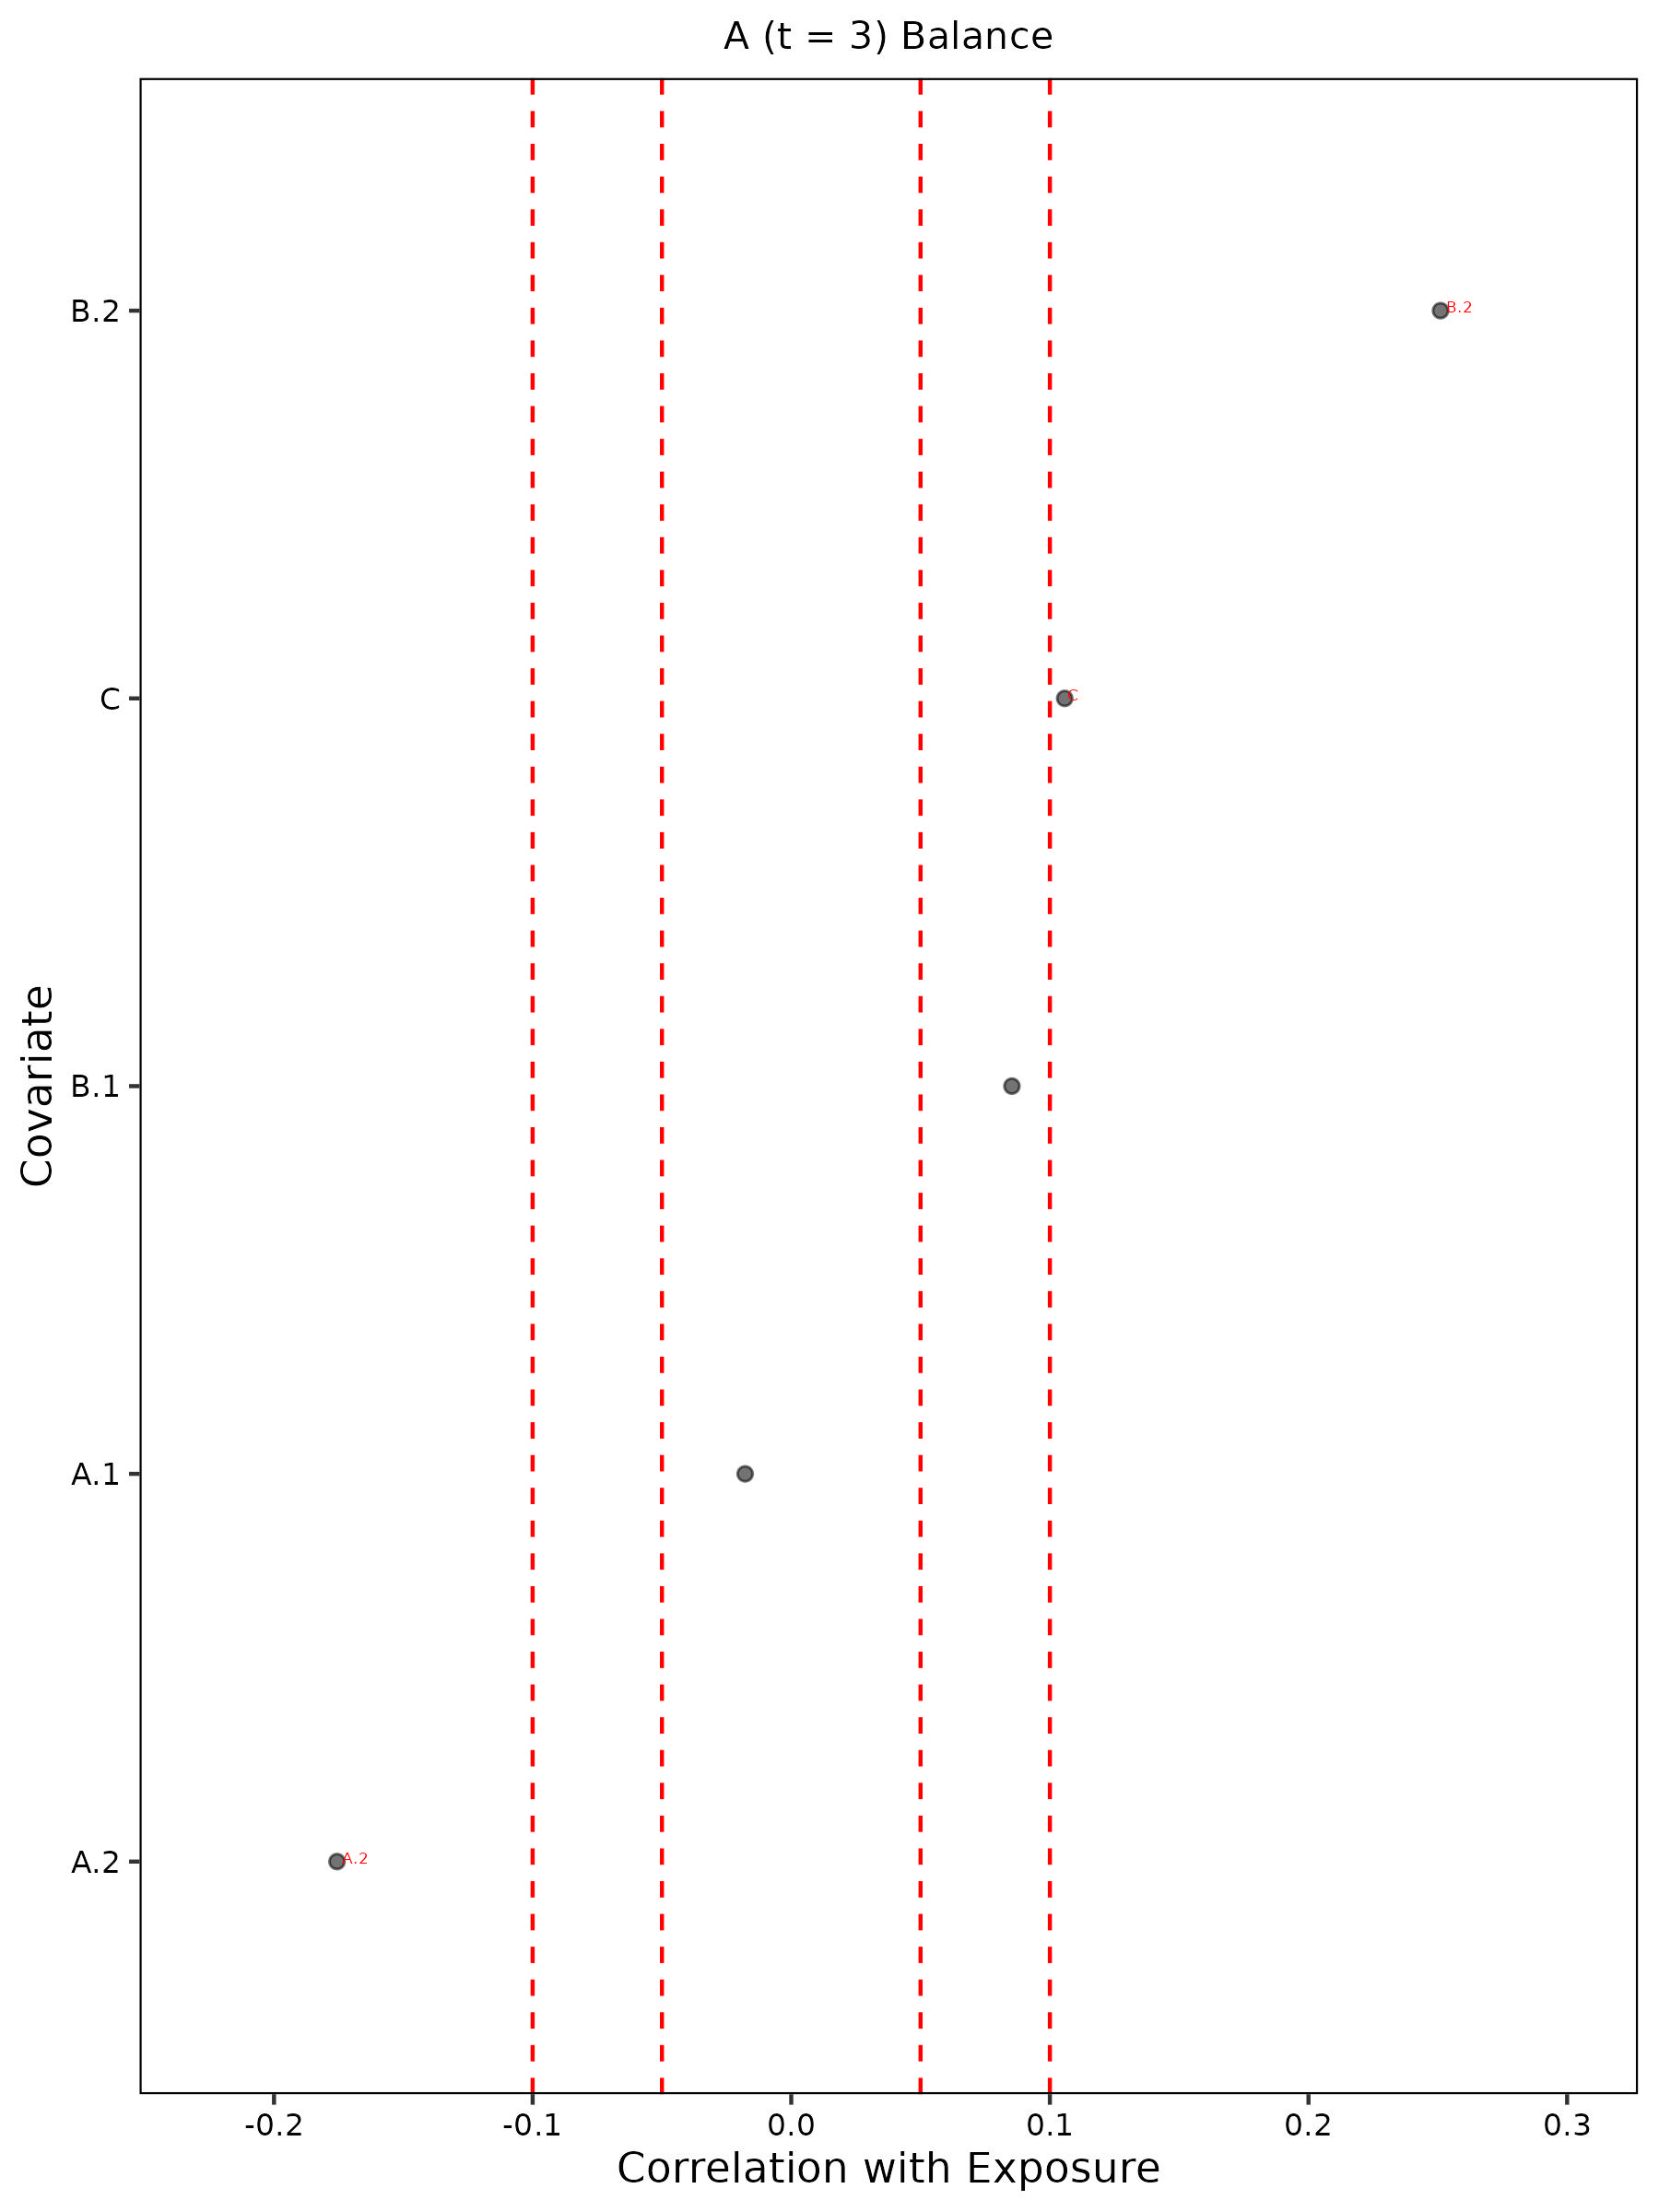 A (t = 3) Balance
B.2
B.2
C
C
Covariate
B.1
A.1
A.2
A.2
-0.2 -0.1 0.0 0.1 0.2 0.3
Correlation with Exposure